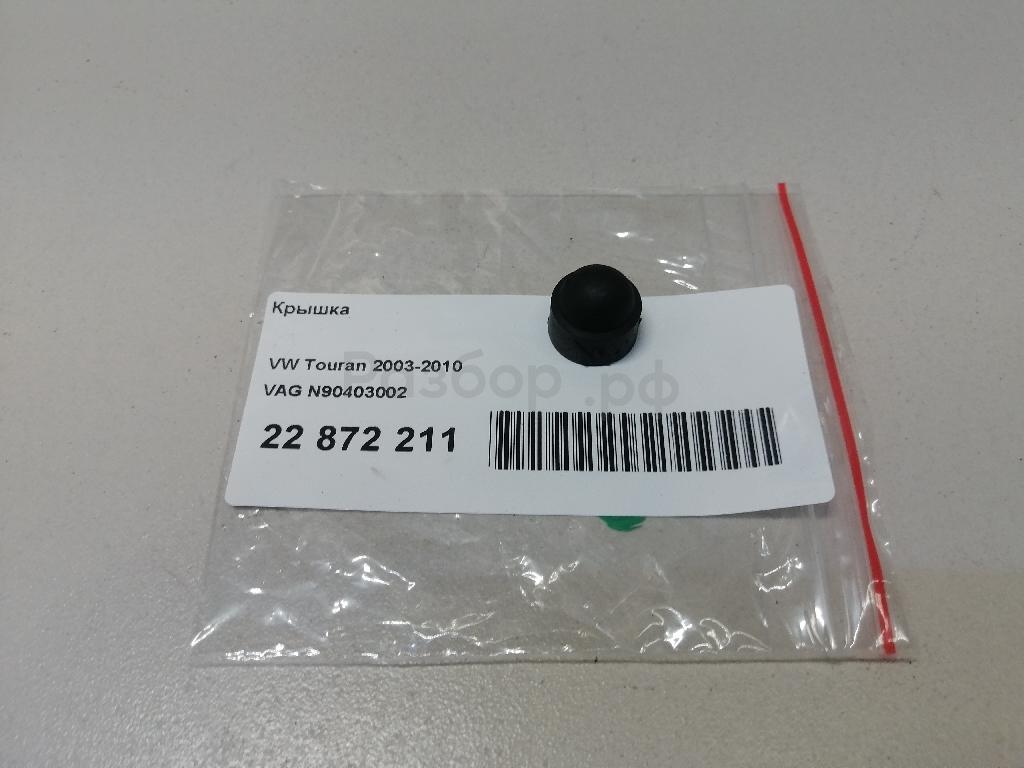 Крышка
VW Touran 2003-2010
Разбор.рф
VAG N90403002
22 872 211